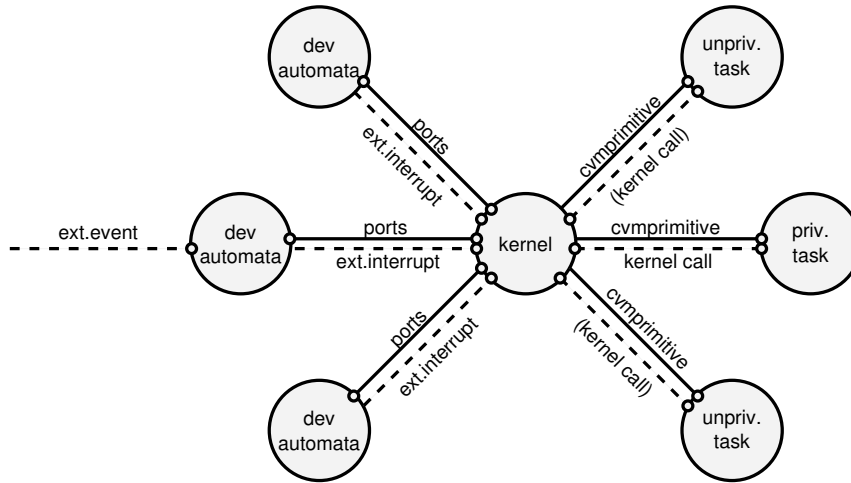 dev
automata
unpriv.
task
ports
ext.interrupt
cvmprimitive
(kernel call)
ext.event
dev
automata
ports
ext.interrupt
kernel
cvmprimitive
kernel call
priv.
task
ports
ext.interrupt
cvmprimitive
(kernel call)
dev
automata
unpriv.
task